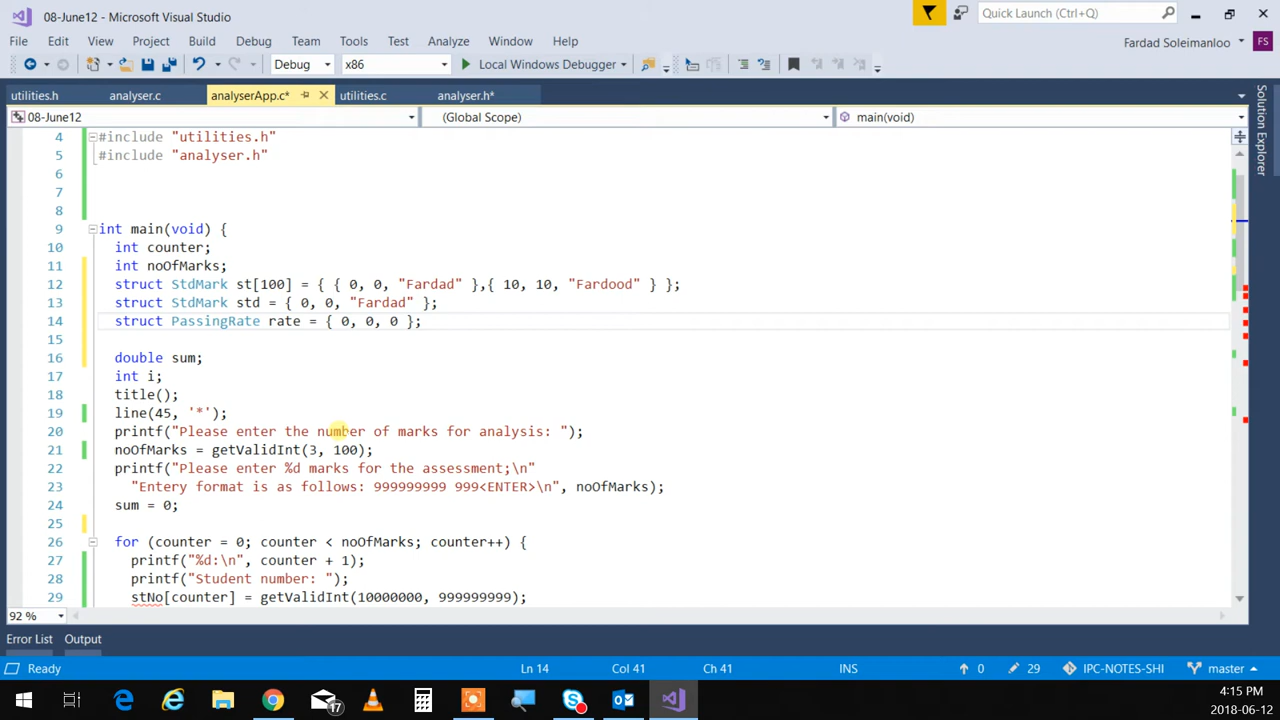 08-June12 - Microsoft Visual Studio
Quick Launch (Ctrl+Q)
File Edit View Project Build Debug Team Tools Test Analyze Window Help
Fardad Soleimanloo FS
Debug x86 Local Windows Debugger
utilities.h analyser.c analyserApp.c* utilities.c analyser.h*
08-June12 (Global Scope) main(void)
Solution Explorer
4 #include "utilities.h"
5 #include "analyser.h"
6
7
8
9 int main(void) {
10 int counter;
11 int noOfMarks;
12 struct StdMark st[100] = { { 0, 0, "Fardad" },{ 10, 10, "Fardood" } };
13 struct StdMark std = { 0, 0, "Fardad" };
14 struct PassingRate rate = { 0, 0, 0 };
15
16 double sum;
17 int i;
18 title();
19 line(45, '*');
20 printf("Please enter the number of marks for analysis: ");
21 noOfMarks = getValidInt(3, 100);
22 printf("Please enter %d marks for the assessment;\n"
23 "Entery format is as follows: 999999999 999<ENTER>\n", noOfMarks);
24 sum = 0;
25
26 for (counter = 0; counter < noOfMarks; counter++) {
27 printf("%d:\n", counter + 1);
28 printf("Student number: ");
29 stNo[counter] = getValidInt(10000000, 999999999);
92 %
Error List Output
Ready Ln 14 Col 41 Ch 41 INS 0 29 IPC-NOTES-SHI master
17
4:15 PM
2018-06-12